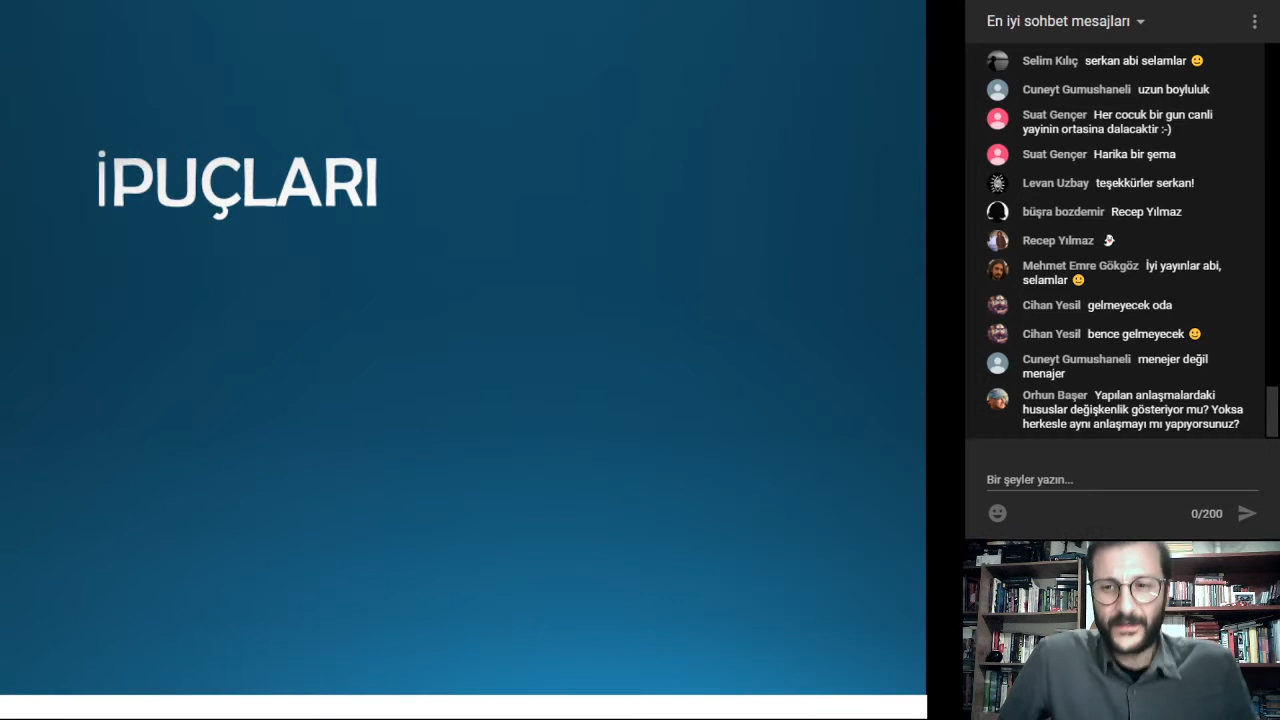 İPUÇLARI
En iyi sohbet mesajları
Selim Kılıç serkan abi selamlar 🙂
Cuneyt Gumushaneli uzun boyluluk
Suat Gençer Her cocuk bir gun canli
yayinin ortasina dalacaktir :-)
Suat Gençer Harika bir şema
Levan Uzbay teşekkürler serkan!
büşra bozdemir Recep Yılmaz
Recep Yılmaz 👻
Mehmet Emre Gökgöz İyi yayınlar abi,
selamlar 🙂
Cihan Yesil gelmeyecek oda
Cihan Yesil bence gelmeyecek 🙂
Cuneyt Gumushaneli menejer değil
menajer
Orhun Başer Yapılan anlaşmalardaki
hususlar değişkenlik gösteriyor mu? Yoksa
herkesle aynı anlaşmayı mı yapıyorsunuz?
Bir şeyler yazın...
0/200